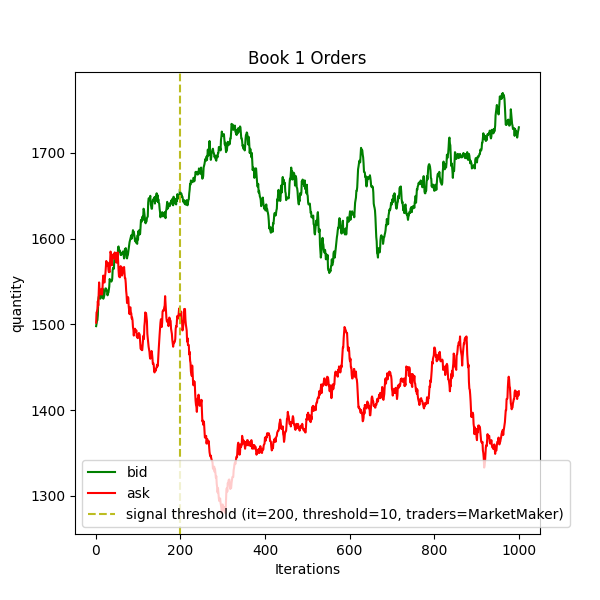 Book 1 Orders
quantity
1700
1600
1500
1400
1300
bid
ask
signal threshold (it=200, threshold=10, traders=MarketMaker)
0 200 400 600 800 1000
Iterations